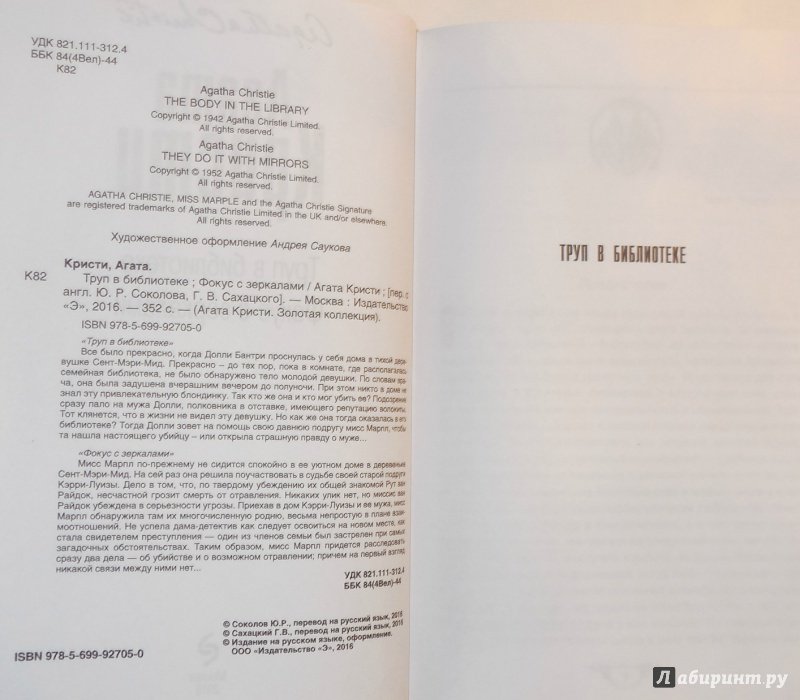 УДК 821.111-312.4
ББК 84(4Вел)-44
К82
Agatha Christie
THE BODY IN THE LIBRARY
Copyright © 1942 Agatha Christie Limited.
All rights reserved.
Agatha Christie
THEY DO IT WITH MIRRORS
Copyright © 1952 Agatha Christie Limited.
All rights reserved.
AGATHA CHRISTIE, MISS MARPLE and the Agatha Christie Signature
are registered trademarks of Agatha Christie Limited in the UK and/or elsewhere.
All rights reserved.
Художественное оформление Андрея Саукова
Кристи, Агата.
К82
Труп в библиотеке ; Фокус с зеркалами / Агата Кристи ; [пер. с
англ. Ю. Р. Соколова, Г. В. Сахацкого]. — Москва : Издательство
«Э», 2016. — 352 с. — (Агата Кристи. Золотая коллекция).
ISBN 978-5-699-92705-0
«Труп в библиотеке»
Все было прекрасно, когда Долли Бантри проснулась у себя дома в тихой дере-
вушке Сент-Мэри-Мид. Прекрасно — до тех пор, пока в комнате, где располагалась
семейная библиотека, не было обнаружено тело молодой девушки. По словам вра-
ча, она была задушена вчерашним вечером до полуночи. При этом никто в доме не
знал эту привлекательную блондинку. Так кто же она и кто мог убить ее? Подозрение
сразу пало на мужа Долли, полковника в отставке, имеющего репутацию волокиты.
Тот клянется, что в жизни не видел эту девушку. Но как же она тогда оказалась в его
библиотеке? Тогда Долли зовет на помощь свою давнюю подругу мисс Марпл, чтобы
та нашла настоящего убийцу — или открыла страшную правду о муже...
«Фокус с зеркалами»
Мисс Марпл по-прежнему не сидится спокойно в ее уютном доме в деревеньке
Сент-Мэри-Мид. На сей раз она решила поучаствовать в судьбе своей старой подруги
Кэрри-Луизы. Дело в том, что, по твердому убеждению их общей знакомой Рут ван
Райдок, несчастной грозит смерть от отравления. Никаких улик нет, но миссис ван
Райдок убеждена в серьезности угрозы. Приехав в дом Кэрри-Луизы и ее мужа, мисс
Марпл обнаружила там их многочисленную родню, весьма непростую в плане взаи-
моотношений. Не успела дама-детектив как следует освоиться на новом месте, как
стала свидетелем преступления — один из членов семьи был застрелен при самых
загадочных обстоятельствах. Таким образом, мисс Марпл придется расследовать
сразу два дела — об убийстве и о возможном отравлении; причем на первый взгляд
никакой связи между ними нет...
УДК 821.111-312.4
ББК 84(4Вел)-44
© Соколов Ю.Р., перевод на русский язык, 2016
© Сахацкий Г.В., перевод на русский язык, 2016
© Издание на русском языке, оформление.
ООО «Издательство «Э», 2016
ISBN 978-5-699-92705-0
ТРУП В БИБЛИОТЕКЕ
Лабиринт.ру